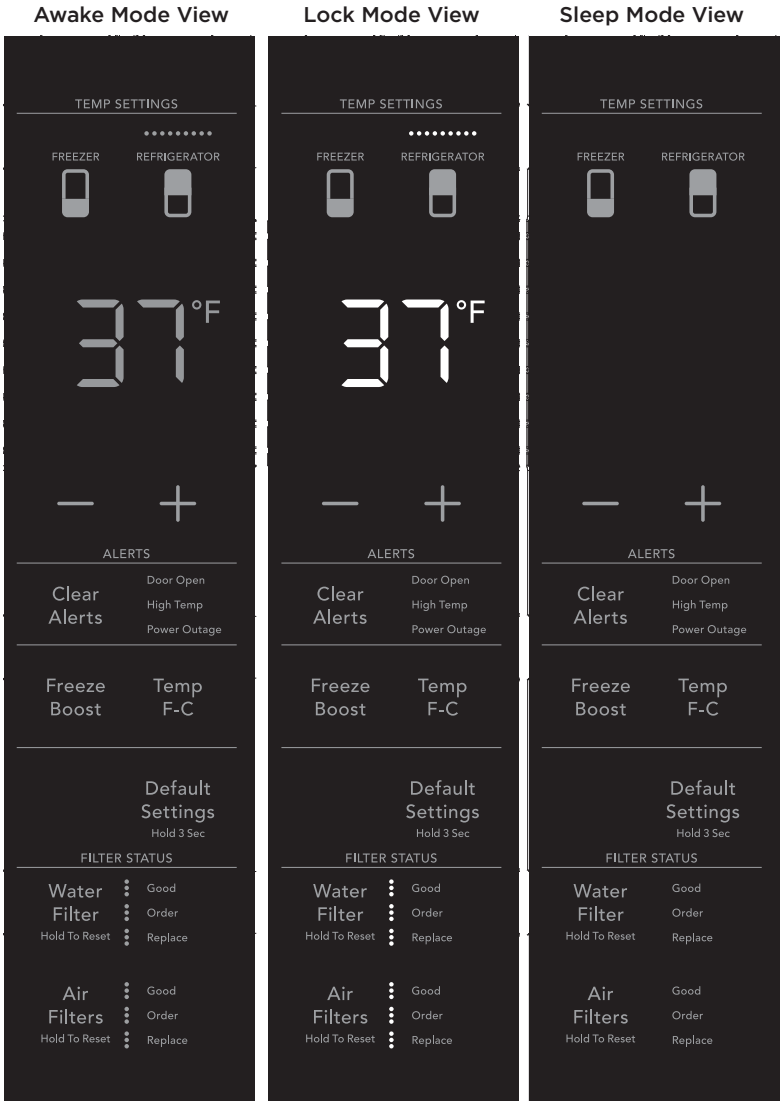 Awake Mode View
TEMP SETTINGS
FREEZER REFRIGERATOR
37°F
− +
ALERTS
Clear
Alerts
Door Open
High Temp
Power Outage
Freeze
Boost
Temp
F-C
Default
Settings
Hold 3 Sec
FILTER STATUS
Water
Filter
Hold To Reset
Good
Order
Replace
Air
Filters
Hold To Reset
Good
Order
Replace
Lock Mode View
TEMP SETTINGS
FREEZER REFRIGERATOR
37°F
− +
ALERTS
Clear
Alerts
Door Open
High Temp
Power Outage
Freeze
Boost
Temp
F-C
Default
Settings
Hold 3 Sec
FILTER STATUS
Water
Filter
Hold To Reset
Good
Order
Replace
Air
Filters
Hold To Reset
Good
Order
Replace
Sleep Mode View
TEMP SETTINGS
FREEZER REFRIGERATOR
− +
ALERTS
Clear
Alerts
Door Open
High Temp
Power Outage
Freeze
Boost
Temp
F-C
Default
Settings
Hold 3 Sec
FILTER STATUS
Water
Filter
Hold To Reset
Good
Order
Replace
Air
Filters
Hold To Reset
Good
Order
Replace